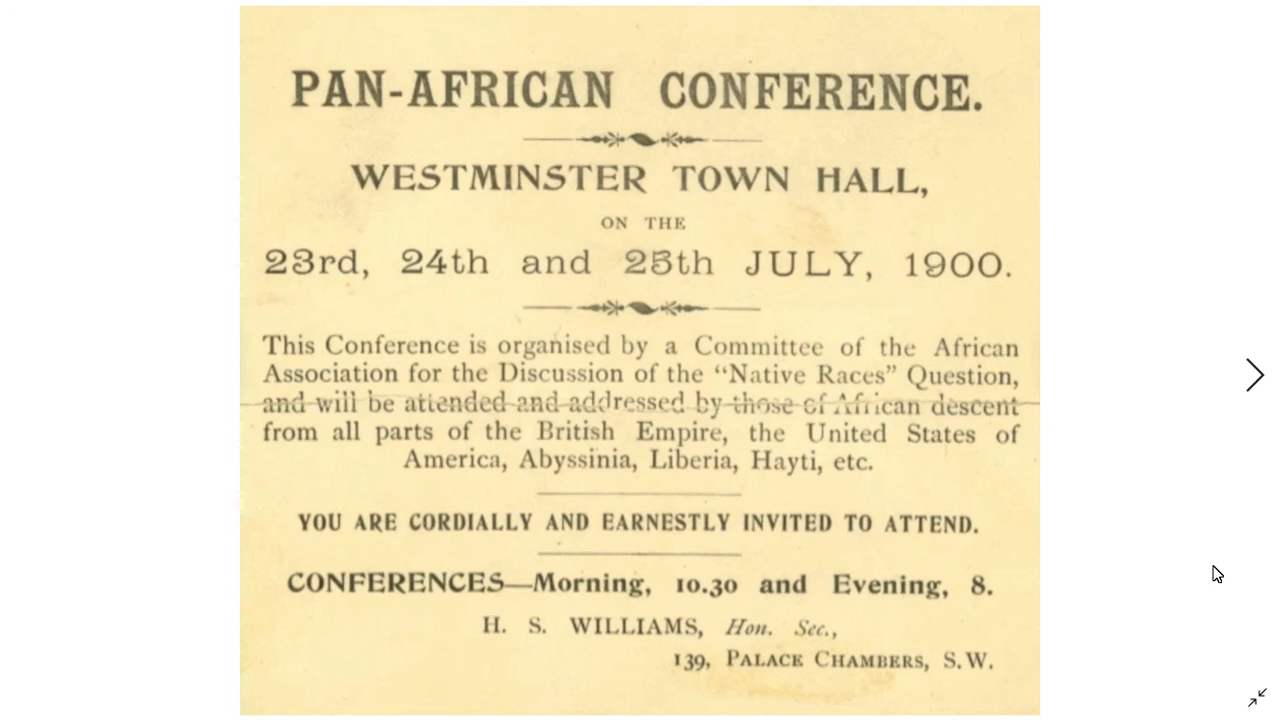 PAN-AFRICAN CONFERENCE.
WESTMINSTER TOWN HALL,
ON THE
23rd, 24th and 25th JULY, 1900.
This Conference is organised by a Committee of the African
Association for the Discussion of the “Native Races” Question,
and will be attended and addressed by those of African descent
from all parts of the British Empire, the United States of
America, Abyssinia, Liberia, Hayti, etc.
YOU ARE CORDIALLY AND EARNESTLY INVITED TO ATTEND.
CONFERENCES—Morning, 10.30 and Evening, 8.
H. S. WILLIAMS, Hon. Sec.,
139, PALACE CHAMBERS, S.W.